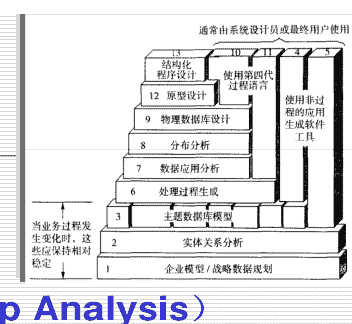 通常由系统设计员或最终用户使用
13
10
11
4
5
结构化
程序设计
使用第四代
过程语言
使用非过
程的应用
生成软件
工具
12 原型设计
9 物理数据库设计
8 分布分析
7 数据应用分析
6 处理过程生成
3 主题数据库模型
2 实体关系分析
1 企业模型/战略数据规划
当业务过程发
生变化时，这
些应保持相对
稳定
p Analysis）